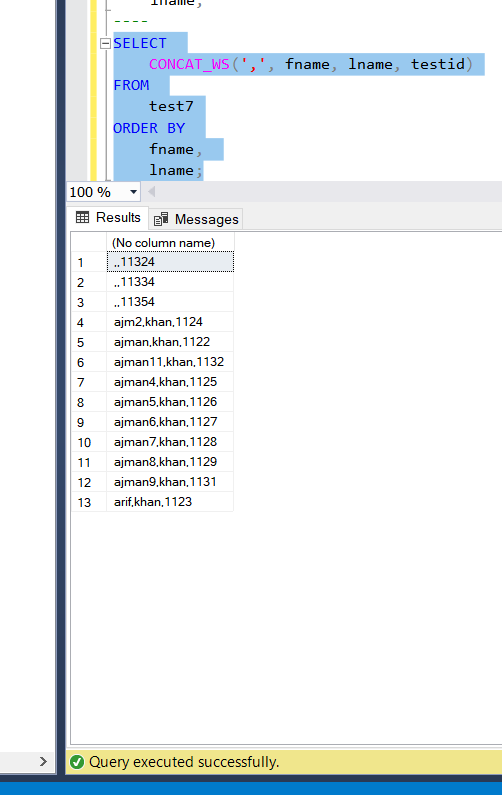 lname,
----
SELECT
CONCAT_WS(',', fname, lname, testid)
FROM
test7
ORDER BY
fname,
lname;
100 %
Results Messages
(No column name)
1 ,,11324
2 ,,11334
3 ,,11354
4 ajm2,khan,1124
5 ajman,khan,1122
6 ajman11,khan,1132
7 ajman4,khan,1125
8 ajman5,khan,1126
9 ajman6,khan,1127
10 ajman7,khan,1128
11 ajman8,khan,1129
12 ajman9,khan,1131
13 arif,khan,1123
Query executed successfully.